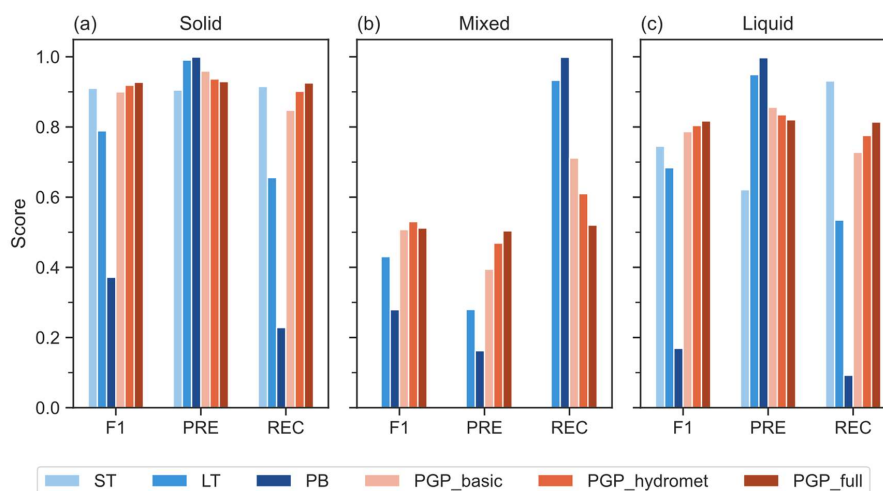 (a) Solid (b) Mixed (c) Liquid
1.0
0.8
0.6
0.4
0.2
0.0
Score
F1 PRE REC F1 PRE REC F1 PRE REC
ST LT PB PGP_basic PGP_hydromet PGP_full